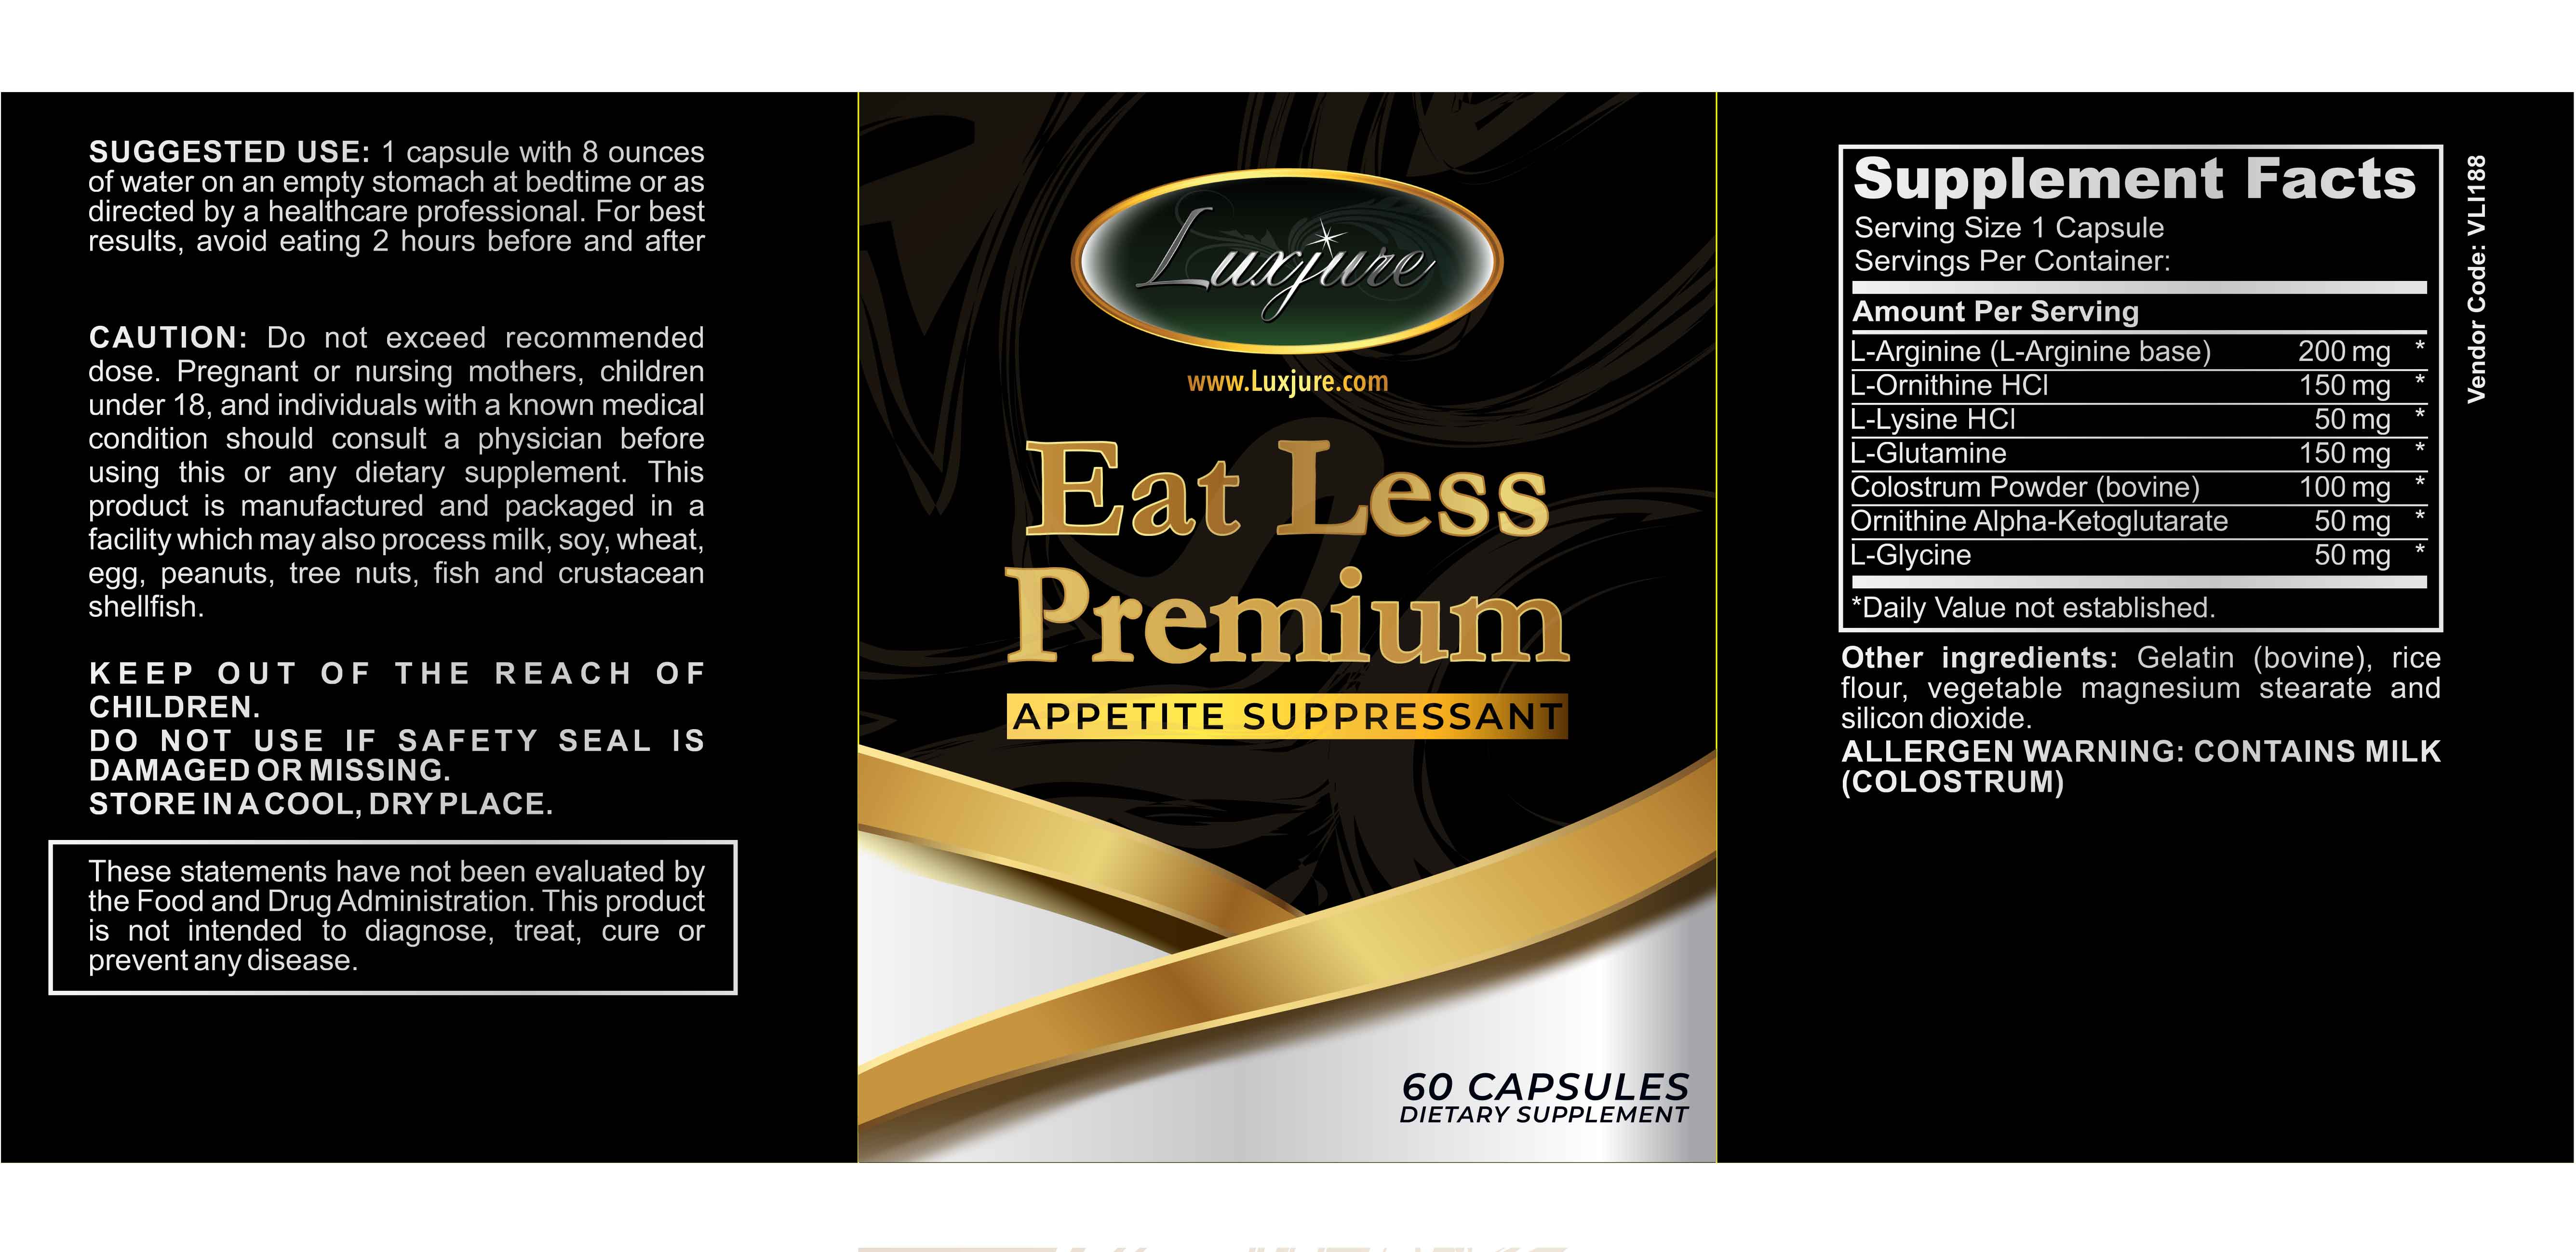 SUGGESTED USE: 1 capsule with 8 ounces
of water on an empty stomach at bedtime or as
directed by a healthcare professional. For best
results, avoid eating 2 hours before and after
CAUTION: Do not exceed recommended
dose. Pregnant or nursing mothers, children
under 18, and individuals with a known medical
condition should consult a physician before
using this or any dietary supplement. This
product is manufactured and packaged in a
facility which may also process milk, soy, wheat,
egg, peanuts, tree nuts, fish and crustacean
shellfish.
KEEP OUT OF THE REACH OF
CHILDREN.
DO NOT USE IF SAFETY SEAL IS
DAMAGED OR MISSING.
STORE IN A COOL, DRY PLACE.
These statements have not been evaluated by
the Food and Drug Administration. This product
is not intended to diagnose, treat, cure or
prevent any disease.
Luxjure
www.Luxjure.com
Eat Less
Premium
APPETITE SUPPRESSANT
60 CAPSULES
DIETARY SUPPLEMENT
Supplement Facts
Serving Size 1 Capsule
Servings Per Container:
Amount Per Serving
L-Arginine (L-Arginine base) 200 mg *
L-Ornithine HCl 150 mg *
L-Lysine HCl 50 mg *
L-Glutamine 150 mg *
Colostrum Powder (bovine) 100 mg *
Ornithine Alpha-Ketoglutarate 50 mg *
L-Glycine 50 mg *
*Daily Value not established.
Other ingredients: Gelatin (bovine), rice
flour, vegetable magnesium stearate and
silicon dioxide.
ALLERGEN WARNING: CONTAINS MILK
(COLOSTRUM)
Vendor Code: VLI188